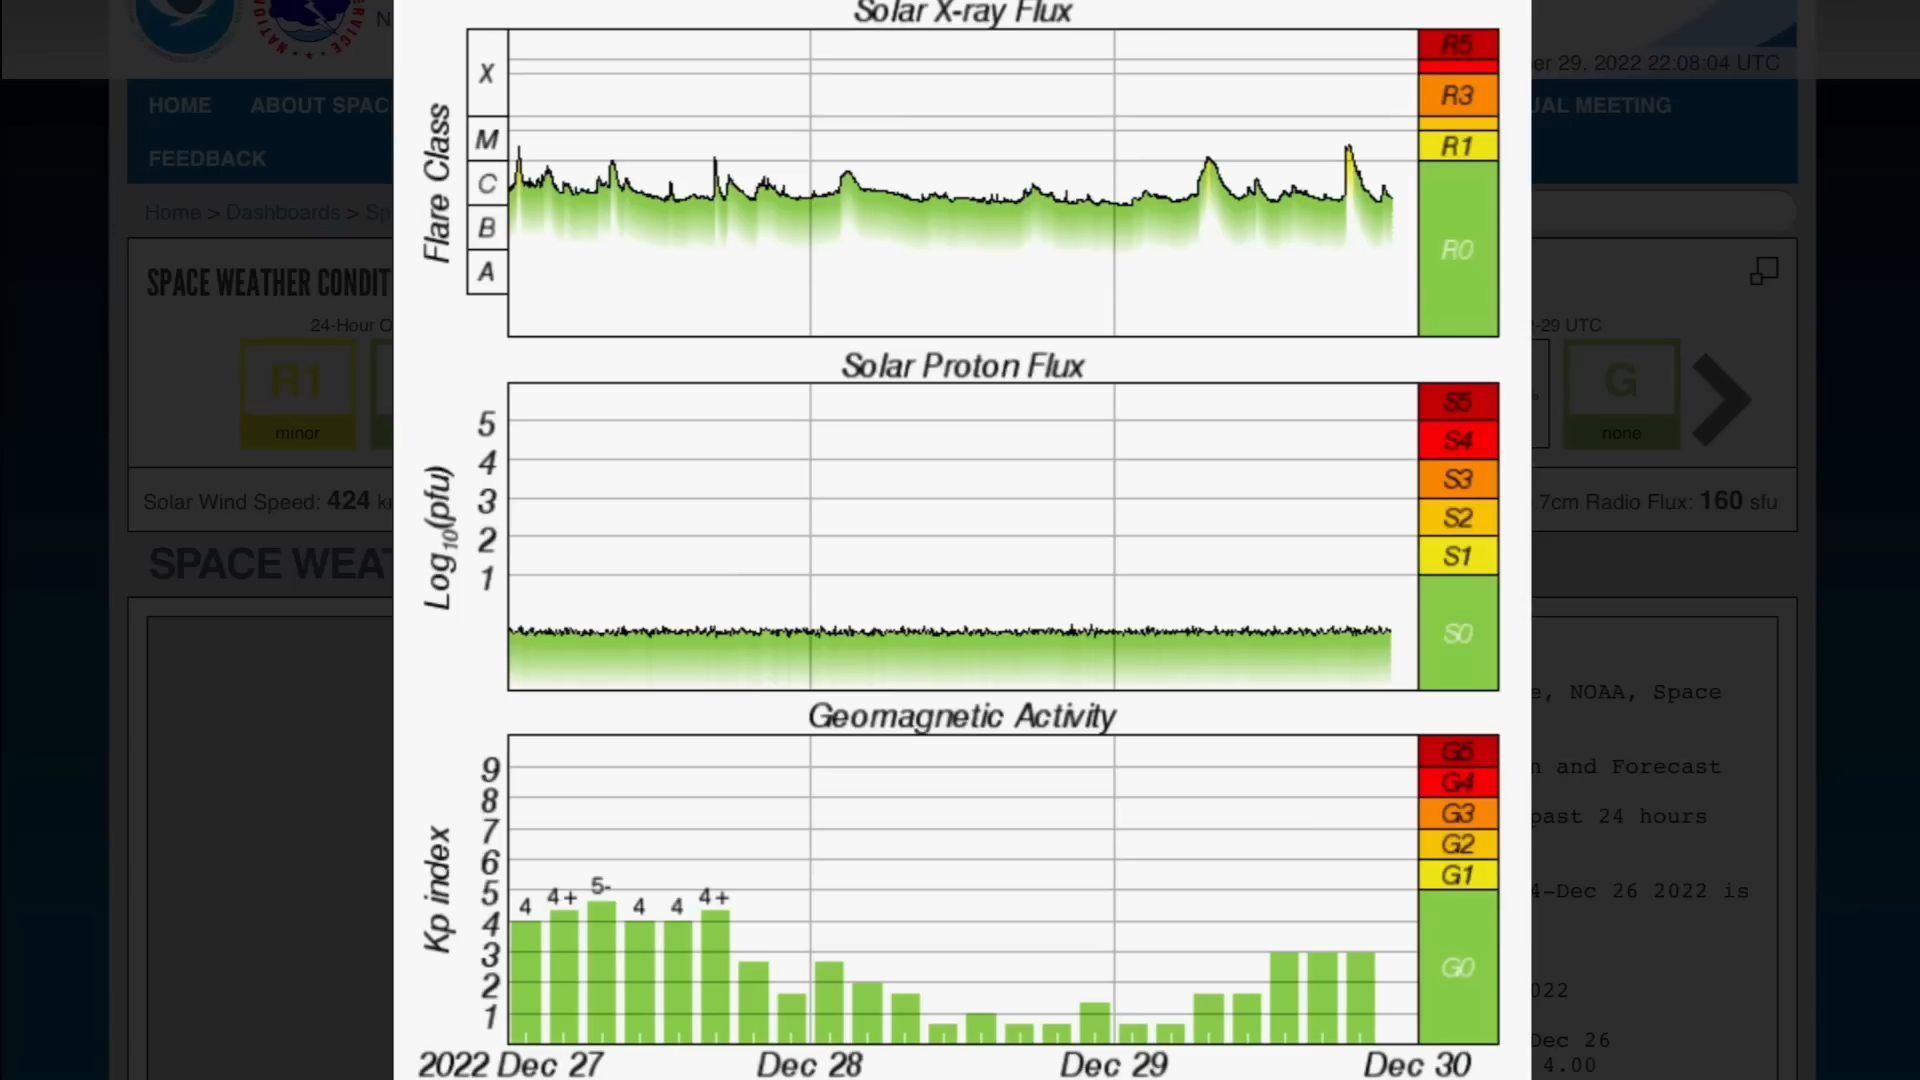 Solar X-ray Flux
NATI
RVICE
N
X
M
C
B
A
Flare Class
R5
R3
R1
R0
er 29, 2022 22:08:04 UTC
HOME
ABOUT SPAC
UAL MEETING
FEEDBACK
Home > Dashboards > Sp
SPACE WEATHER CONDIT
24-Hour O
-29 UTC
R1
minor
G
none
Solar Proton Flux
5
4
3
2
1
Log10(pfu)
S5
S4
S3
S2
S1
S0
Solar Wind Speed: 424 k
.7cm Radio Flux: 160 sfu
SPACE WEAT
e, NOAA, Space
n and Forecast
past 24 hours
4-Dec 26 2022 is
022
Dec 26
4.00
Geomagnetic Activity
9
8
7
6
5
4
3
2
1
Kp index
4
4+
5-
4
4
4+
G5
G4
G3
G2
G1
G0
2022 Dec 27
Dec 28
Dec 29
Dec 30